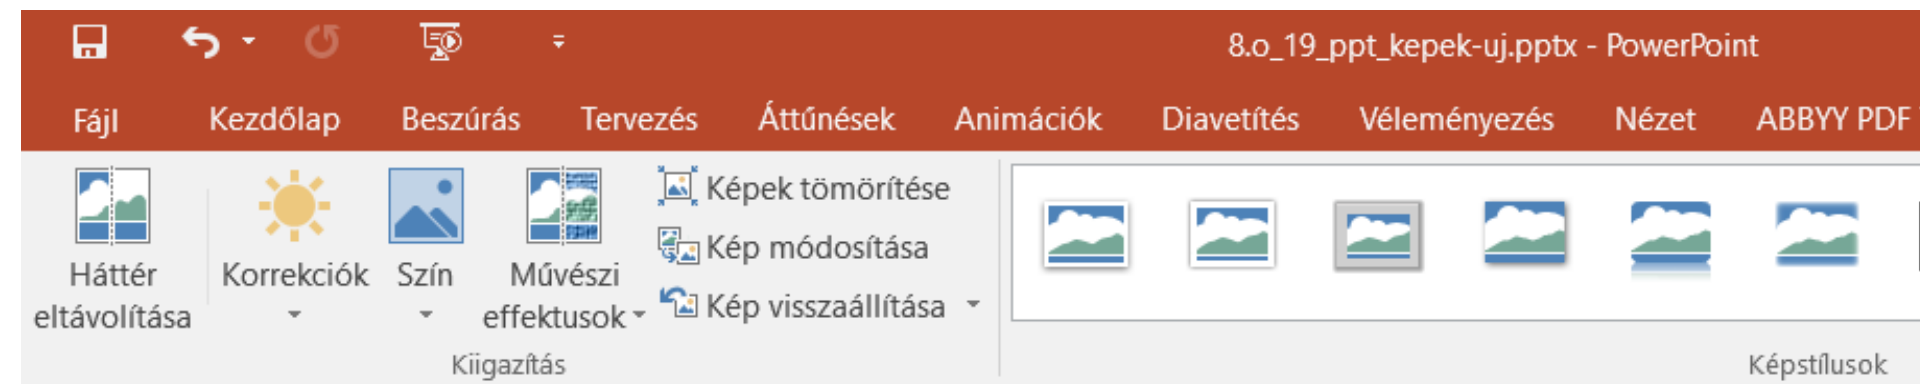 8.o_19_ppt_kepek-uj.pptx - PowerPoint
Fájl Kezdőlap Beszúrás Tervezés Áttűnések Animációk Diavetítés Véleményezés Nézet ABBYY PDF
Háttér
eltávolítása
Korrekciók
Szín
Művészi
effektusok
Képek tömörítése
Kép módosítása
Kép visszaállítása
Kiigazítás
Képstílusok